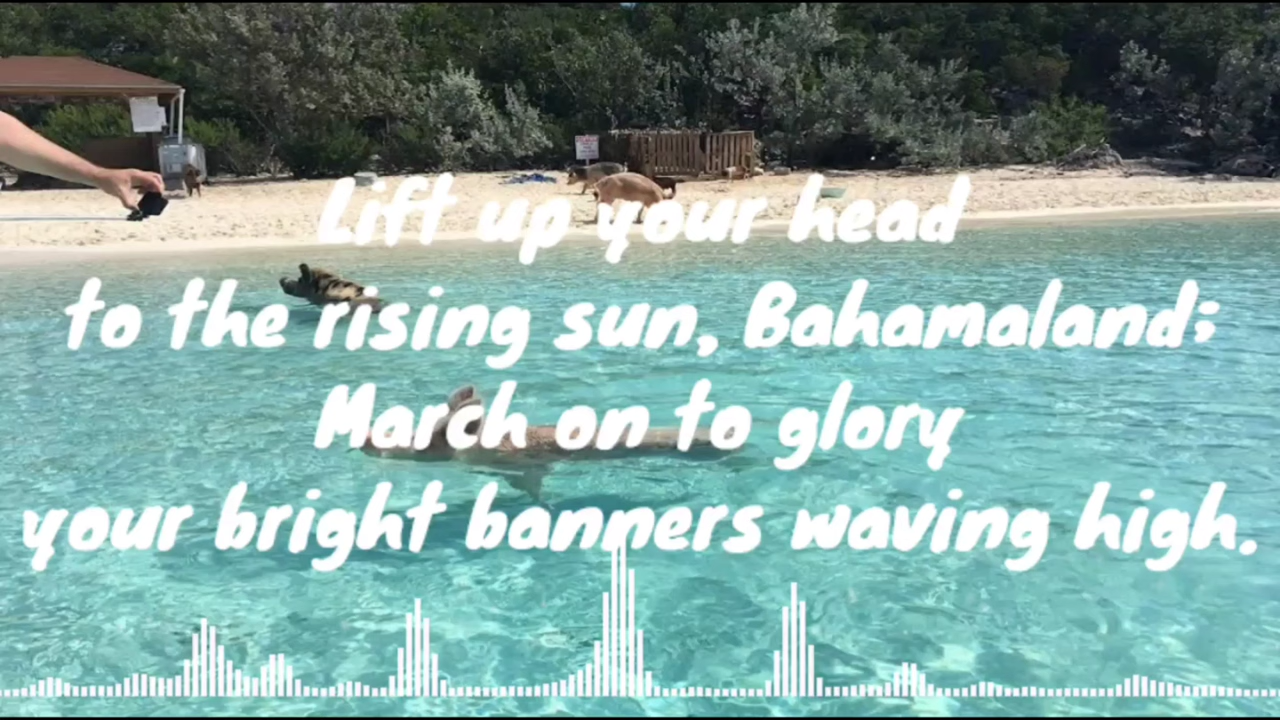 Lift up your head
to the rising sun, Bahamaland;
March on to glory
your bright banners waving high.